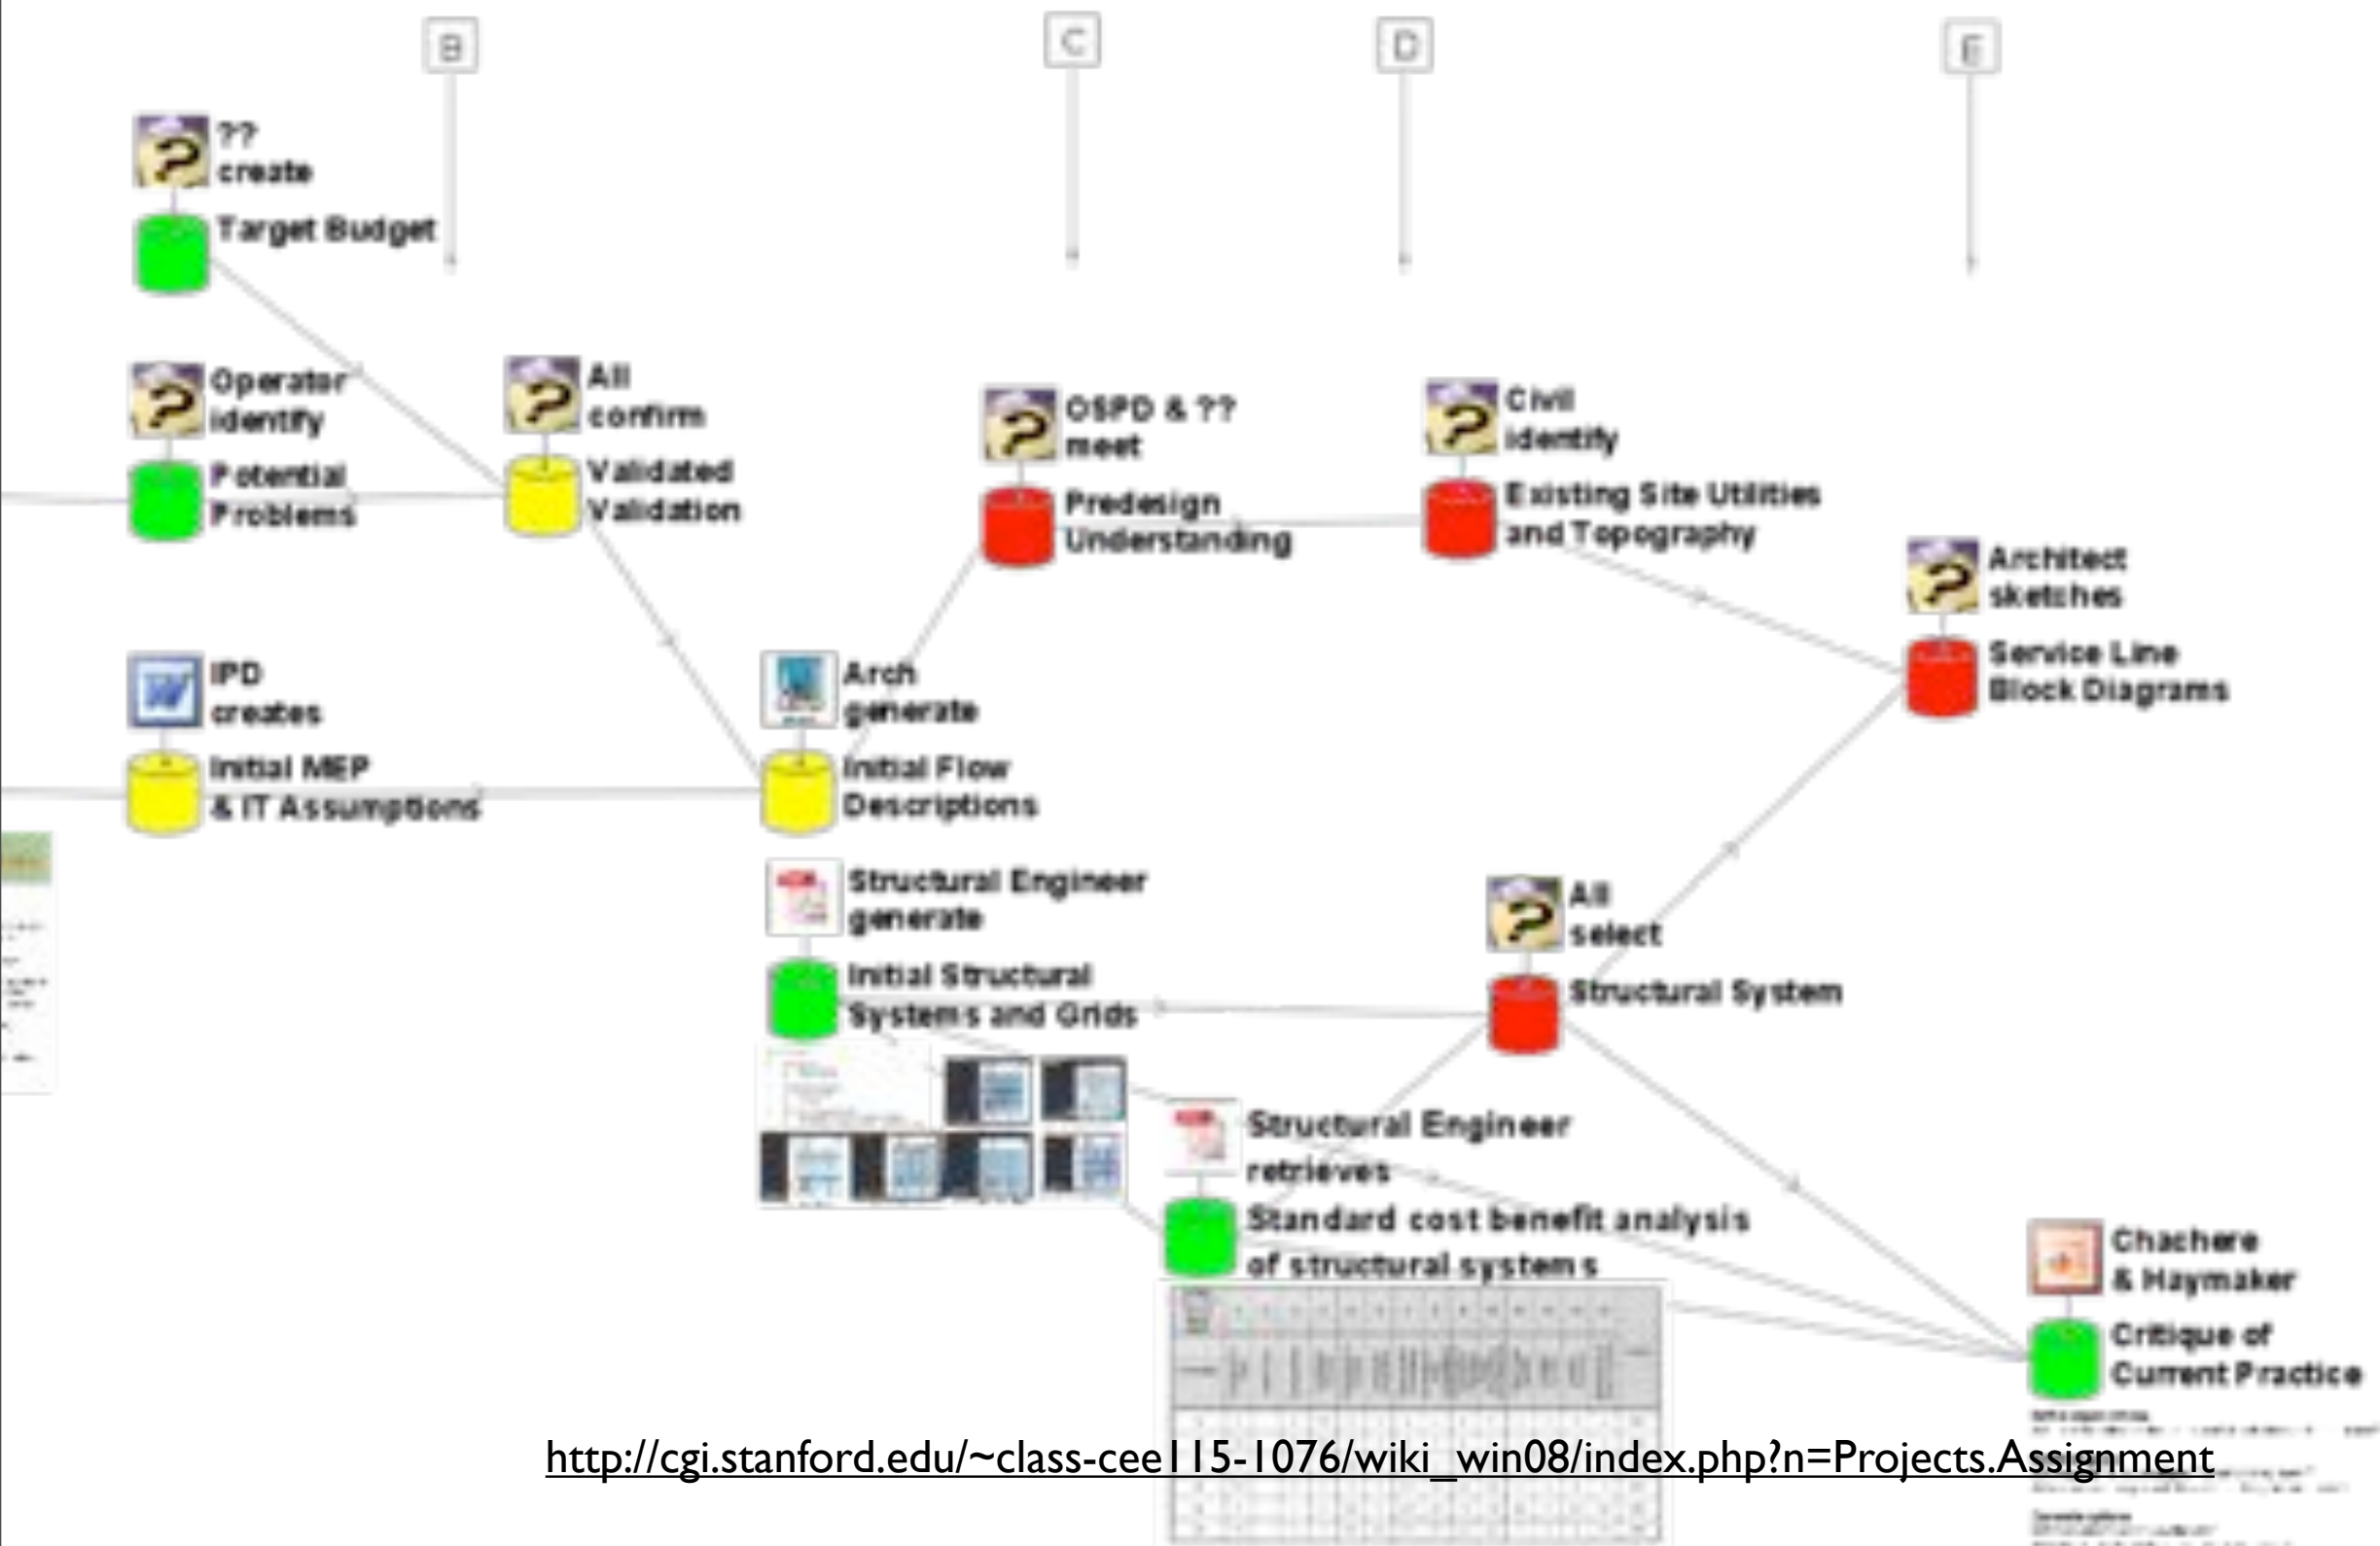 B
C
D
E
??
create
Target Budget
Operator
identify
Potential
Problems
All
confirm
Validated
Validation
OSPD & ??
meet
Predesign
Understanding
Civil
identify
Existing Site Utilities
and Topography
Architect
sketches
Service Line
Block Diagrams
IPD
creates
Initial MEP
& IT Assumptions
Arch
generate
Initial Flow
Descriptions
Structural Engineer
generate
Initial Structural
Systems and Grids
All
select
Structural System
Structural Engineer
retrieves
Standard cost benefit analysis
of structural systems
Chachere
& Haymaker
Critique of
Current Practice
http://cgi.stanford.edu/~class-cee115-1076/wiki_win08/index.php?n=Projects.Assignment